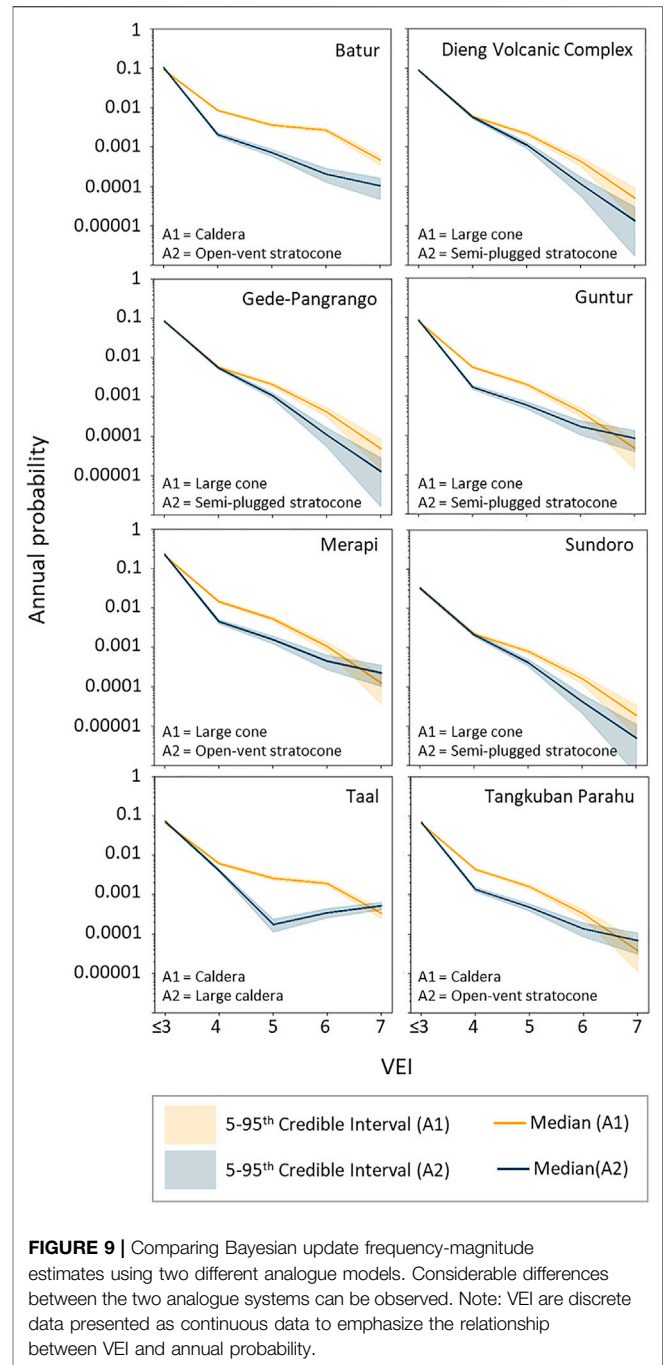 Annual probability
1
0.1
0.01
0.001
0.0001
0.00001
Batur
A1 = Caldera
A2 = Open-vent stratocone
Dieng Volcanic Complex
A1 = Large cone
A2 = Semi-plugged stratocone
1
0.1
0.01
0.001
0.0001
0.00001
Gede-Pangrango
A1 = Large cone
A2 = Semi-plugged stratocone
Guntur
A1 = Large cone
A2 = Semi-plugged stratocone
1
0.1
0.01
0.001
0.0001
0.00001
Merapi
A1 = Large cone
A2 = Open-vent stratocone
Sundoro
A1 = Large cone
A2 = Semi-plugged stratocone
1
0.1
0.01
0.001
0.0001
0.00001
Taal
A1 = Caldera
A2 = Large caldera
Tangkuban Parahu
A1 = Caldera
A2 = Open-vent stratocone
≤3 4 5 6 7
≤3 4 5 6 7
VEI
5-95th Credible Interval (A1)
Median (A1)
5-95th Credible Interval (A2)
Median(A2)
FIGURE 9 | Comparing Bayesian update frequency-magnitude
estimates using two different analogue models. Considerable differences
between the two analogue systems can be observed. Note: VEI are discrete
data presented as continuous data to emphasize the relationship
between VEI and annual probability.